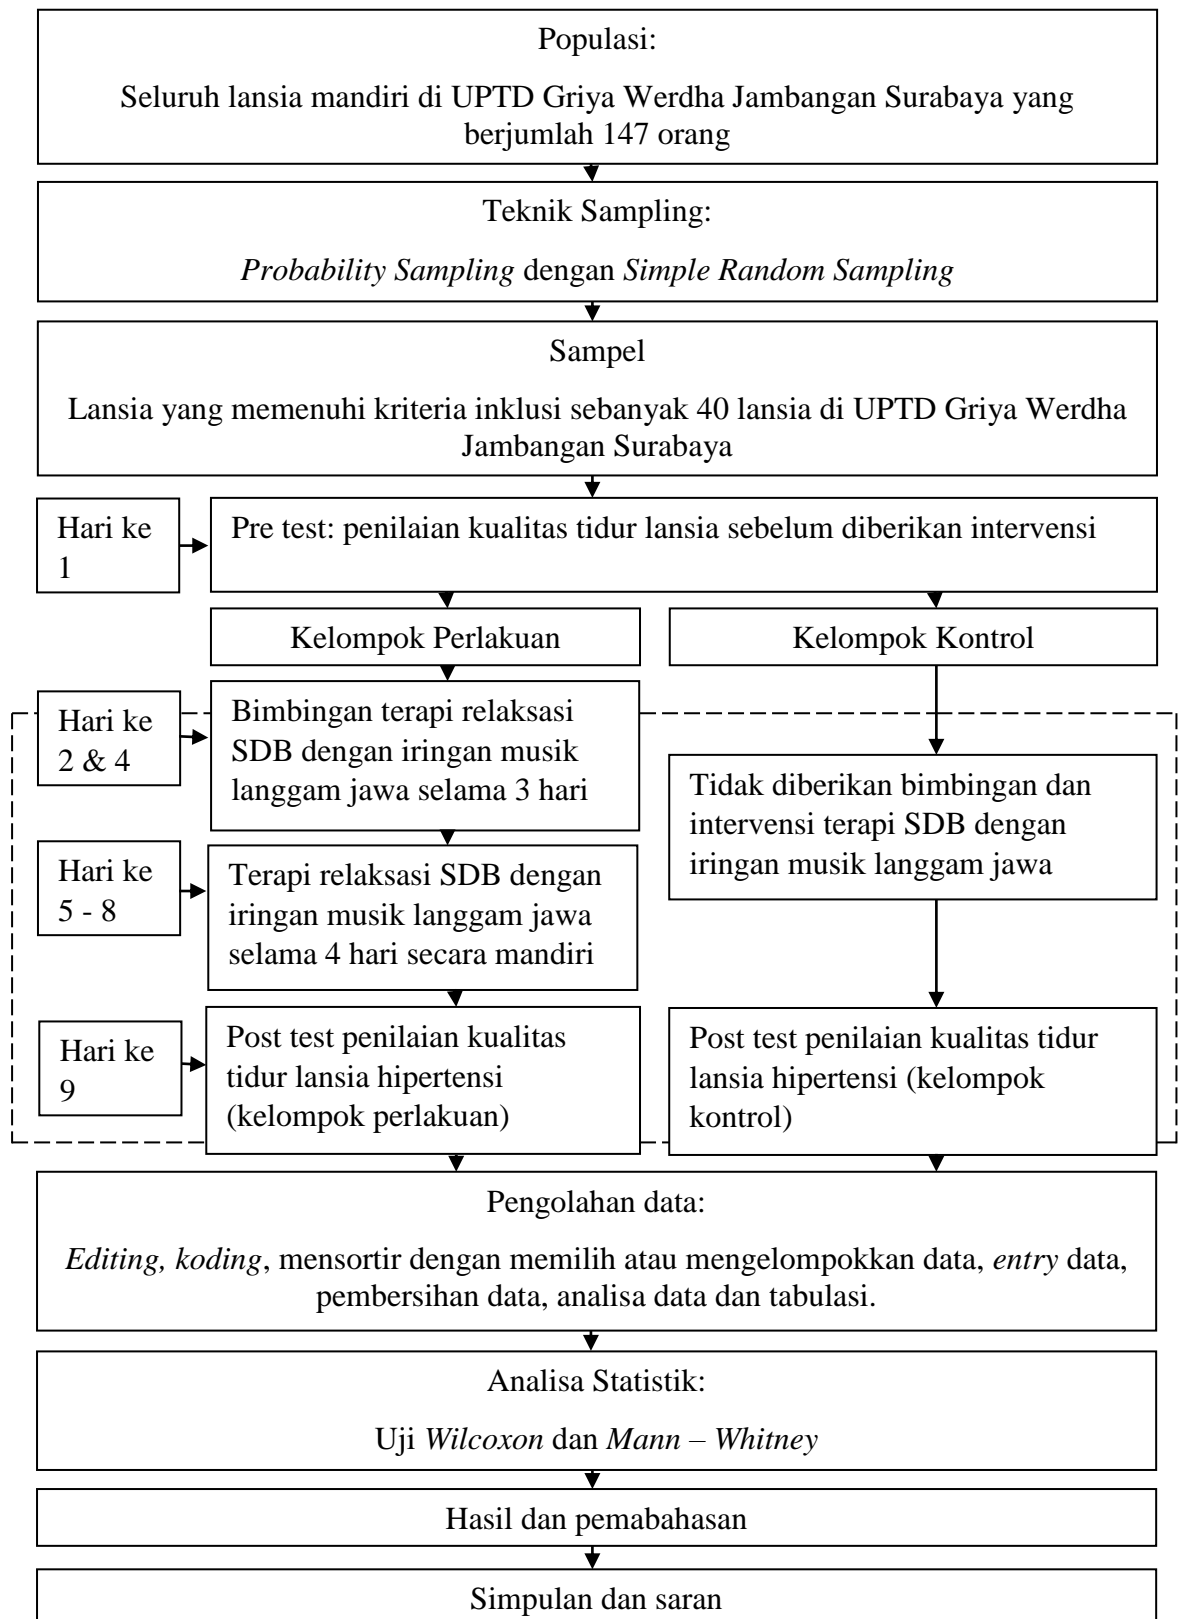 Populasi:
Seluruh lansia mandiri di UPTD Griya Werdha Jambangan Surabaya yang
berjumlah 147 orang
Teknik Sampling:
Probability Sampling dengan Simple Random Sampling
Sampel
Lansia yang memenuhi kriteria inklusi sebanyak 40 lansia di UPTD Griya Werdha
Jambangan Surabaya
Hari ke
1
Pre test: penilaian kualitas tidur lansia sebelum diberikan intervensi
Kelompok Perlakuan
Kelompok Kontrol
Hari ke
2 & 4
Bimbingan terapi relaksasi
SDB dengan iringan musik
langgam jawa selama 3 hari
Tidak diberikan bimbingan dan
intervensi terapi SDB dengan
iringan musik langgam jawa
Hari ke
5 - 8
Terapi relaksasi SDB dengan
iringan musik langgam jawa
selama 4 hari secara mandiri
Hari ke
9
Post test penilaian kualitas
tidur lansia hipertensi
(kelompok perlakuan)
Post test penilaian kualitas tidur
lansia hipertensi (kelompok
kontrol)
Pengolahan data:
Editing, koding, mensortir dengan memilih atau mengelompokkan data, entry data,
pembersihan data, analisa data dan tabulasi.
Analisa Statistik:
Uji Wilcoxon dan Mann – Whitney
Hasil dan pemabahasan
Simpulan dan saran